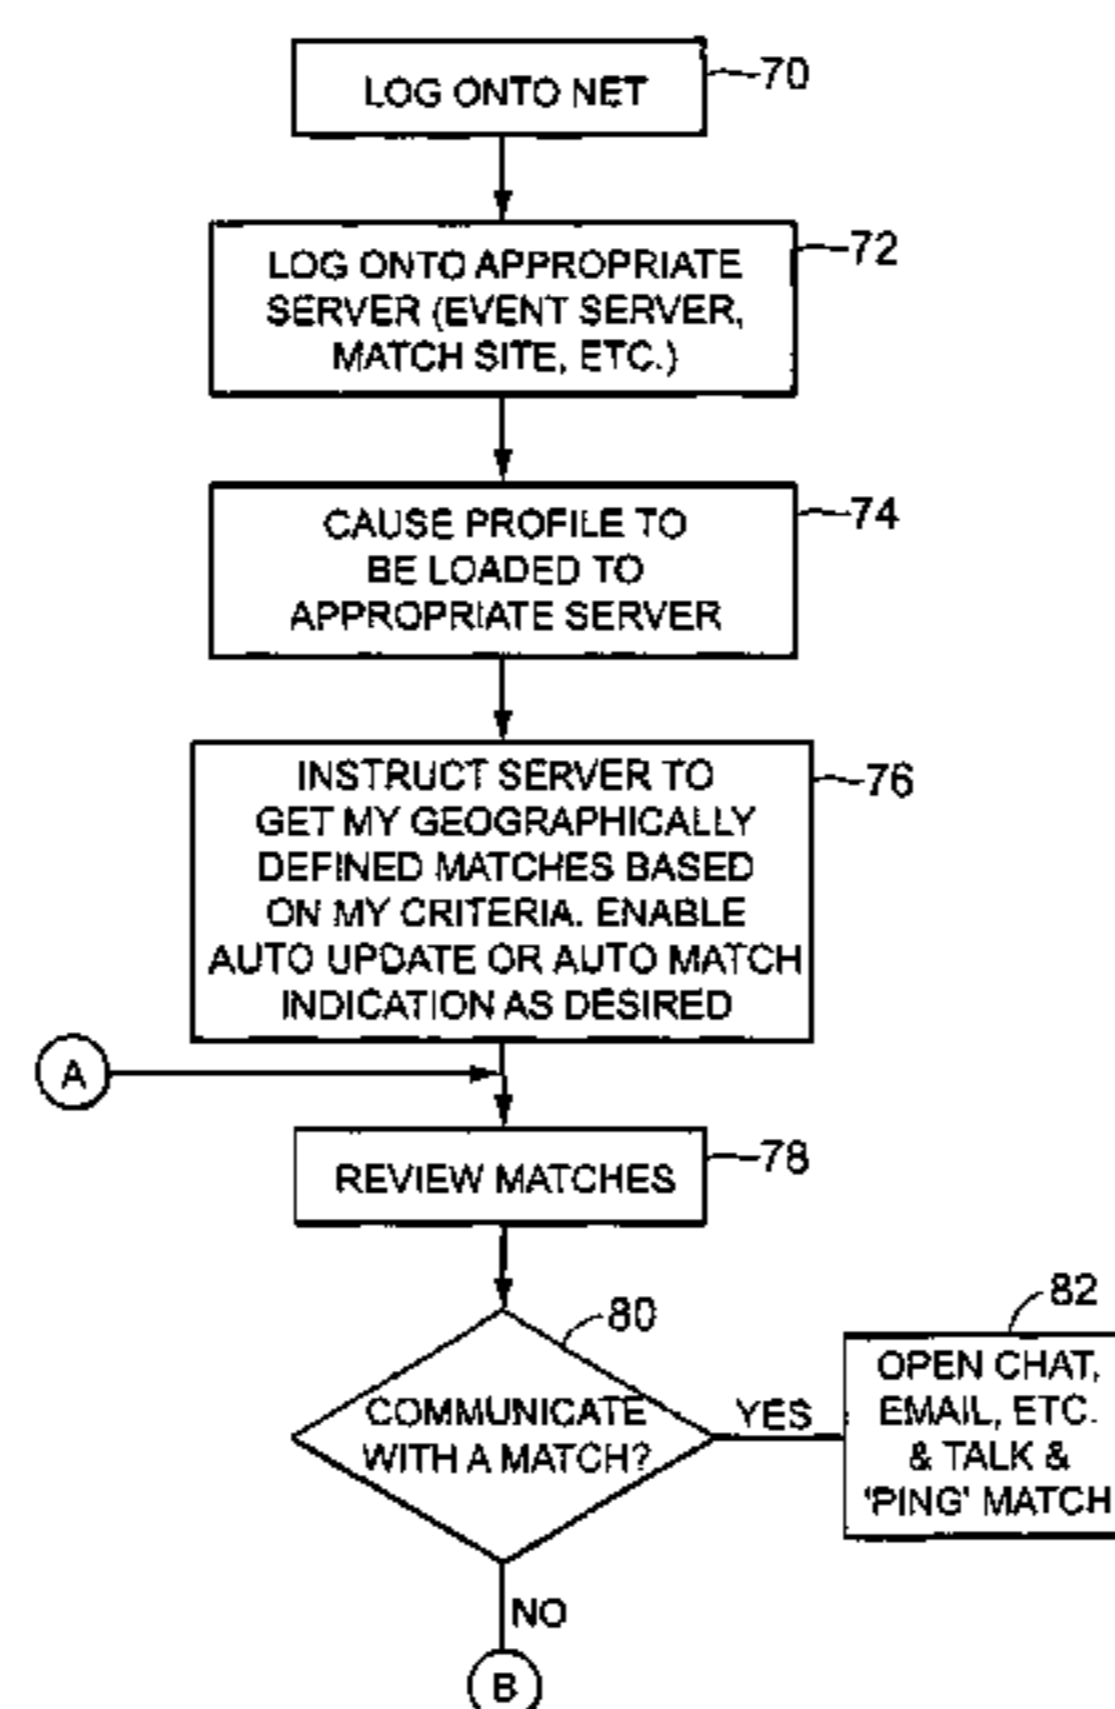 LOG ONTO NET
70
LOG ONTO APPROPRIATE
SERVER (EVENT SERVER,
MATCH SITE, ETC.)
72
CAUSE PROFILE TO
BE LOADED TO
APPROPRIATE SERVER
74
INSTRUCT SERVER TO
GET MY GEOGRAPHICALLY
DEFINED MATCHES BASED
ON MY CRITERIA. ENABLE
AUTO UPDATE OR AUTO MATCH
INDICATION AS DESIRED
76
A
REVIEW MATCHES
78
COMMUNICATE
WITH A MATCH?
80
YES
82
OPEN CHAT,
EMAIL, ETC.
& TALK &
'PING' MATCH
NO
B